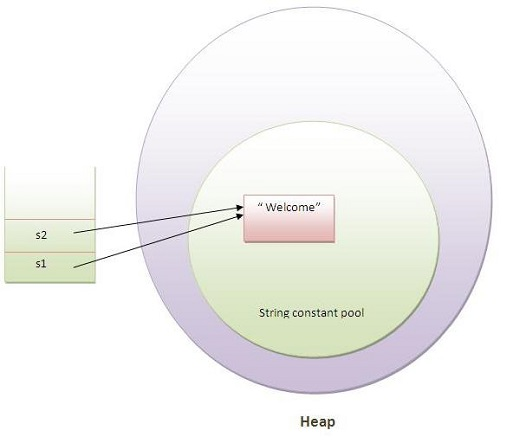 “ Welcome”
s2
s1
String constant pool
Heap